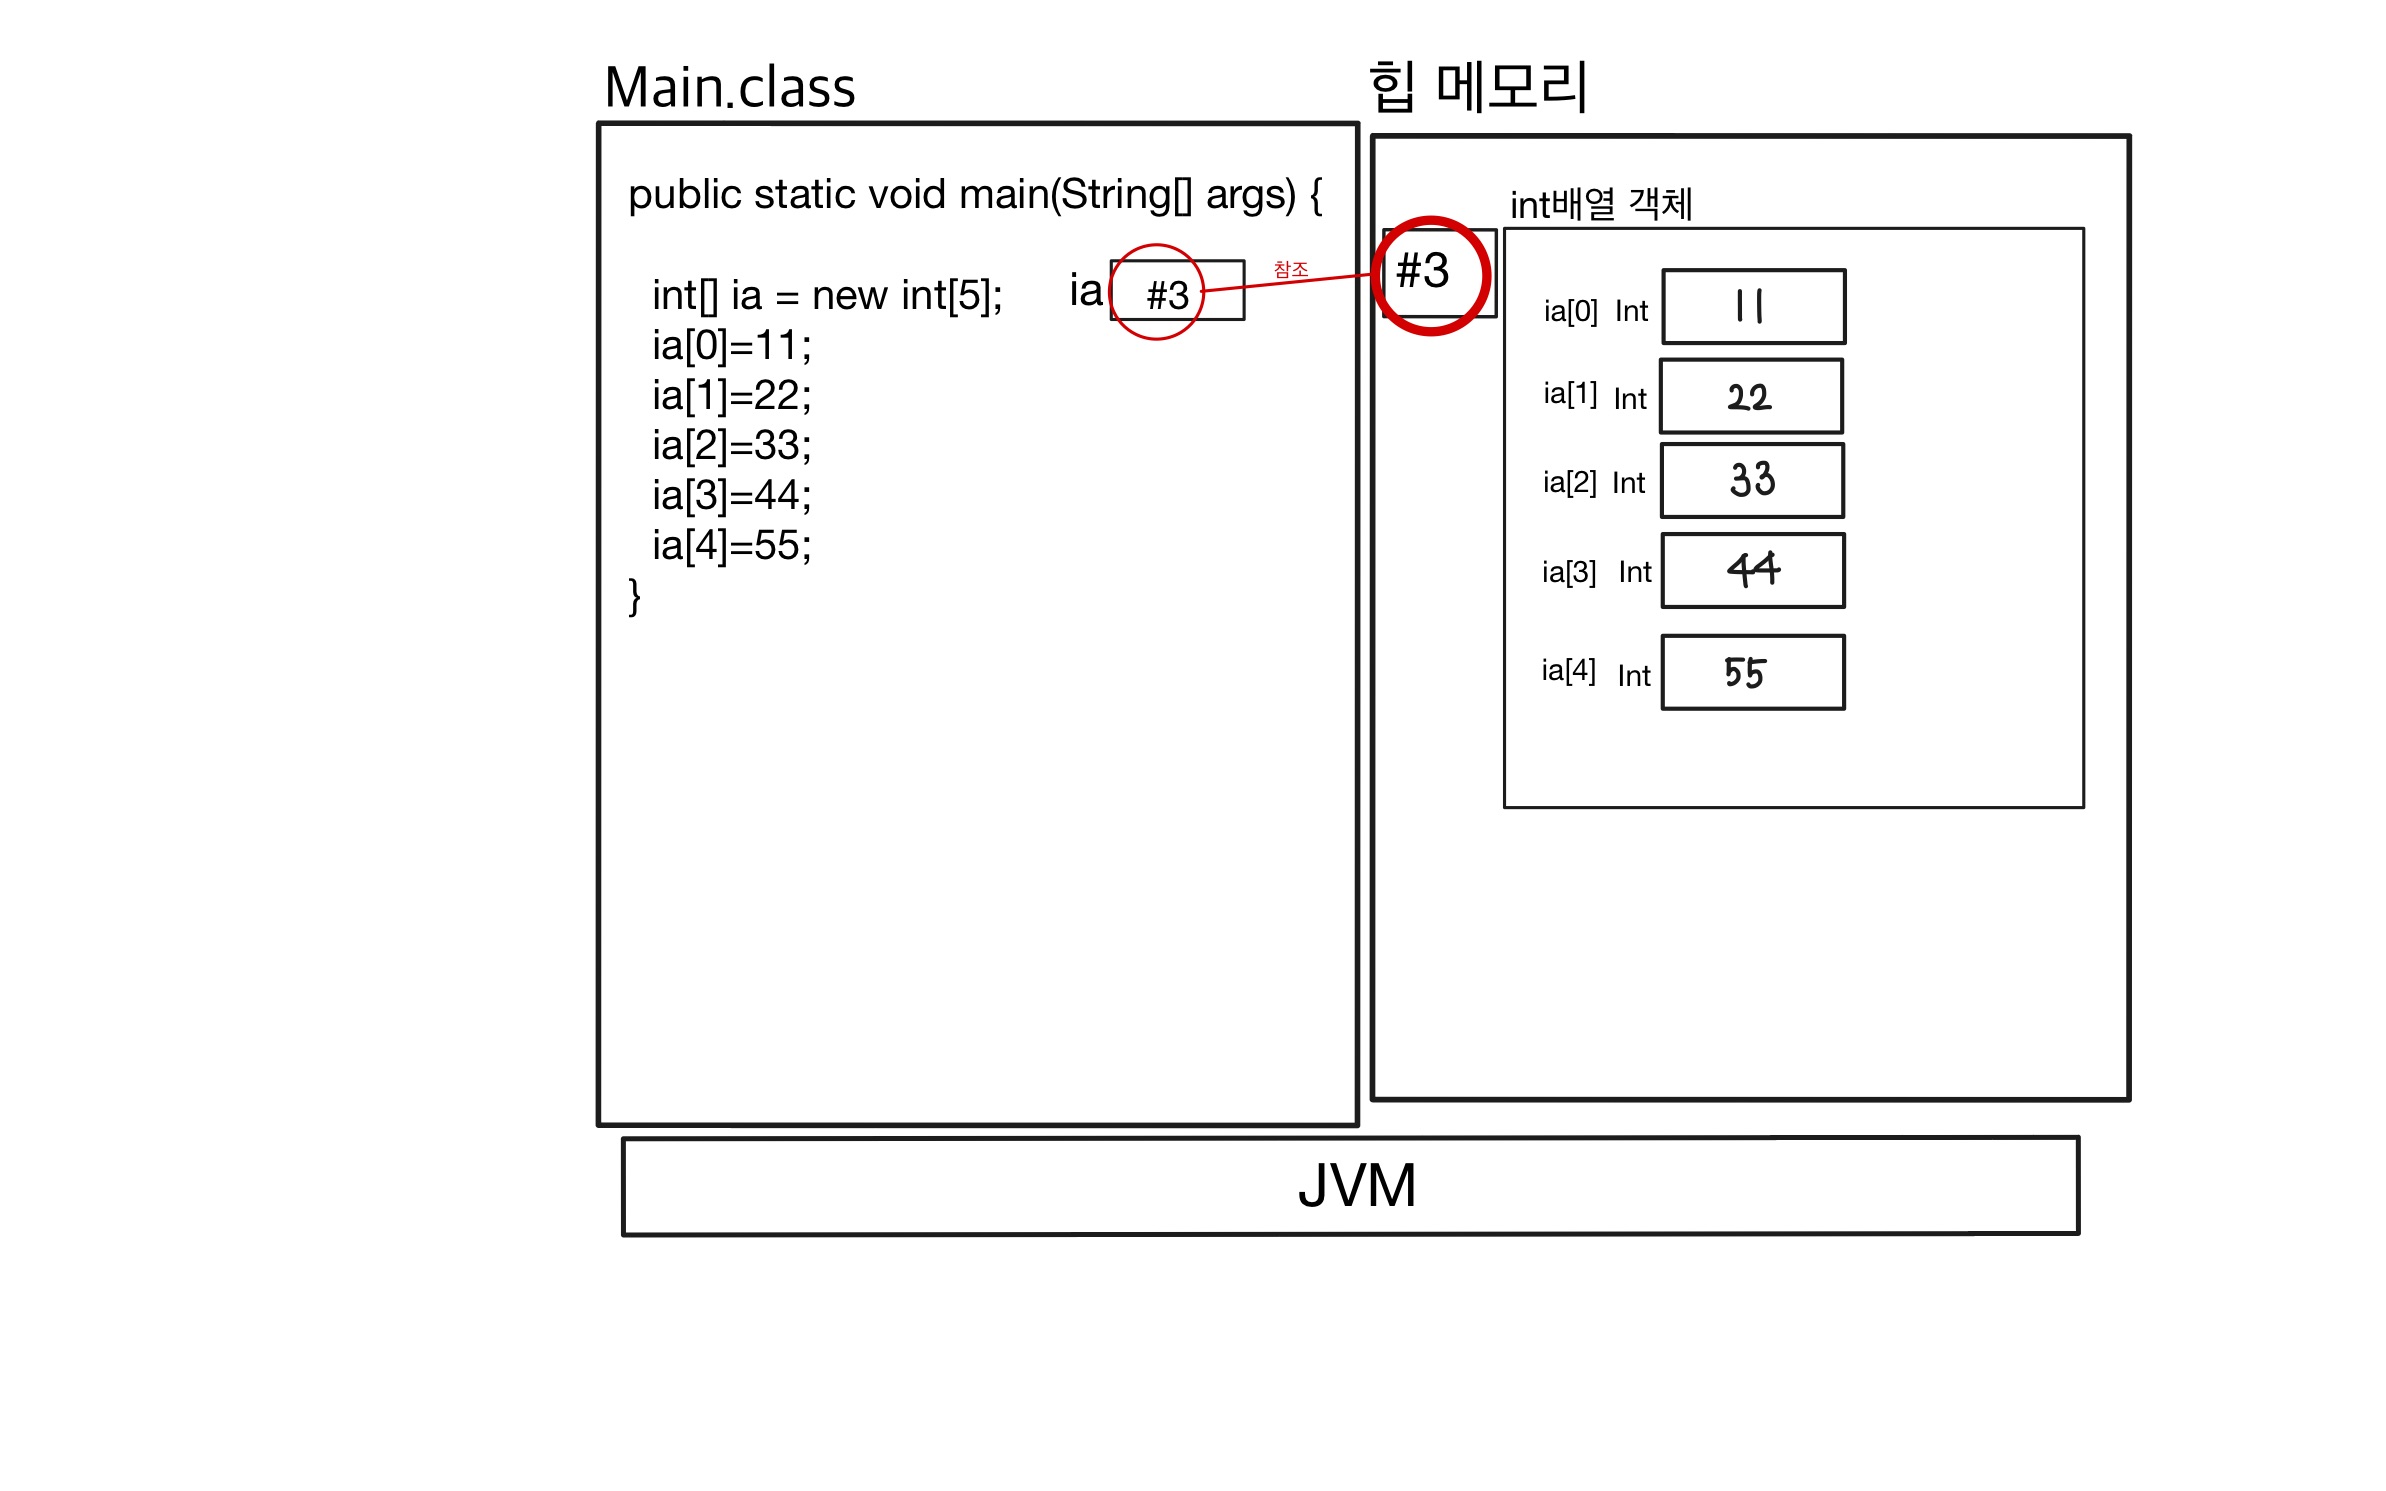 Main.class
public static void main(String[] args) {
int[] ia = new int[5];
ia[0]=11;
ia[1]=22;
ia[2]=33;
ia[3]=44;
ia[4]=55;
}
ia #3
참조
힙 메모리
#3
int배열 객체
ia[0] Int 11
ia[1] Int 22
ia[2] Int 33
ia[3] Int 44
ia[4] Int 55
JVM